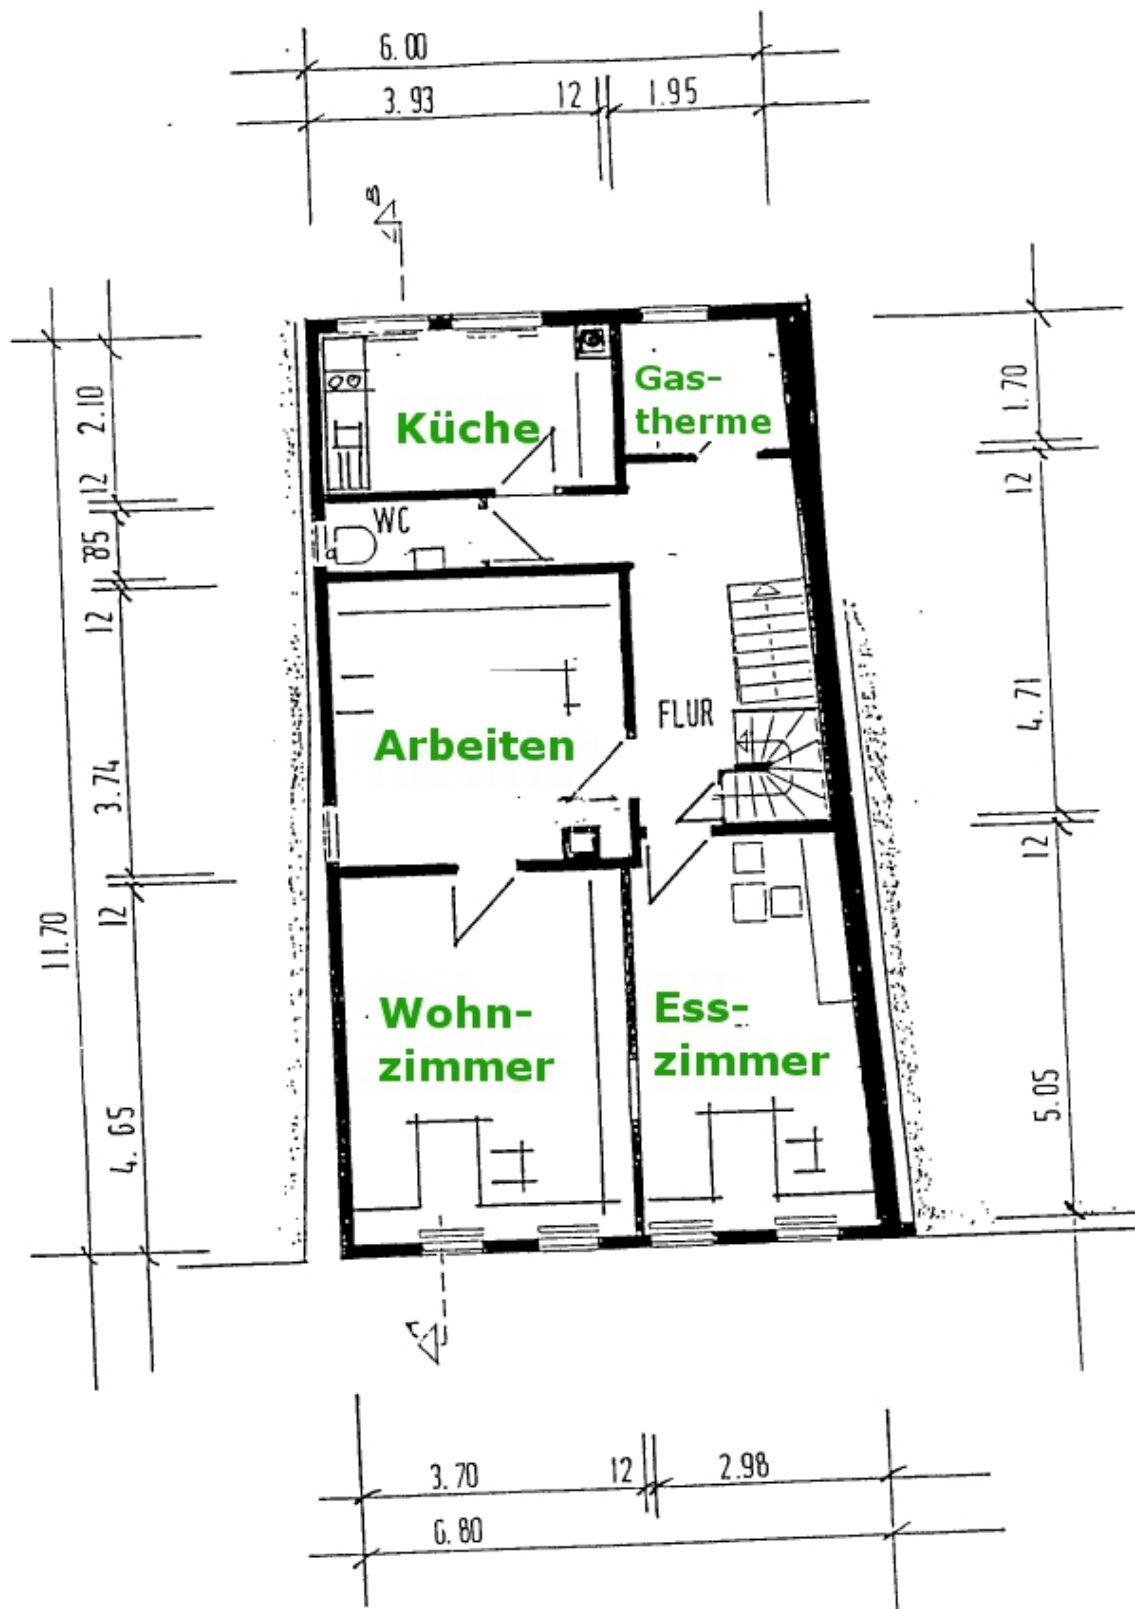 6.00
3.93 12 1.95
B
Küche
Gas-
therme
WC
Arbeiten
FLUR
Wohn-
zimmer
Ess-
zimmer
2.10
12
85
12
3.74
12
4.65
11.70
1.70
12
4.71
12
5.05
3.70 12 2.98
6.80